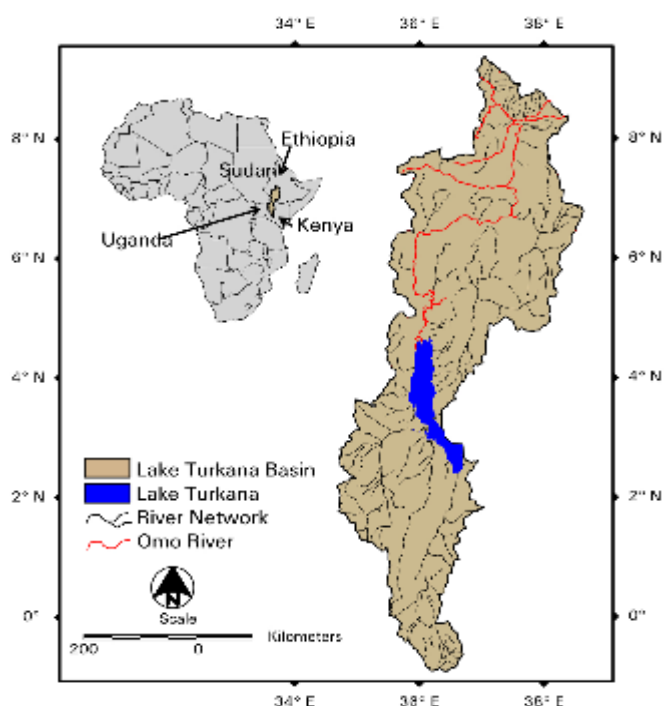 34° E 36° E 38° E
8° N 8° N
Ethiopia
Sudan
Uganda
Kenya
6° N 6° N
4° N 4° N
Lake Turkana Basin
Lake Turkana
2° N 2° N
River Network
Omo River
N
Scale
0° 0°
Kilometers
200 0
34° E 36° E 38° E